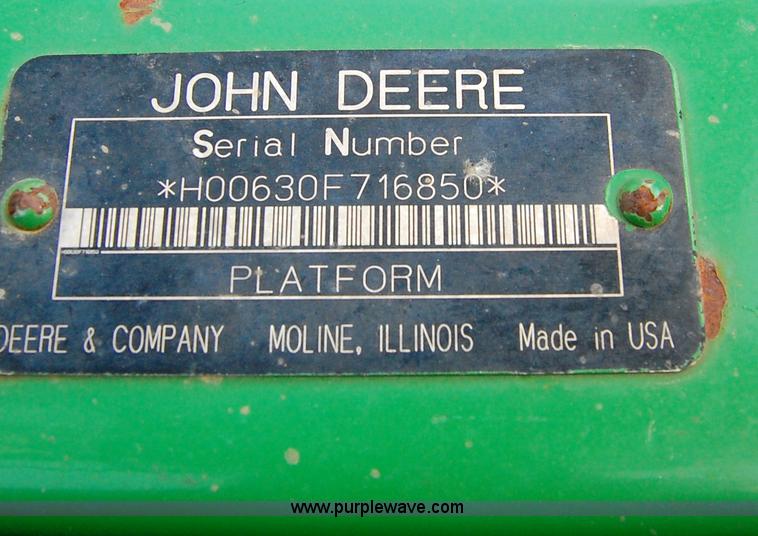 JOHN DEERE
Serial Number
*H00630F716850*
PLATFORM
DEERE & COMPANY MOLINE, ILLINOIS Made in USA
www.purplewave.com